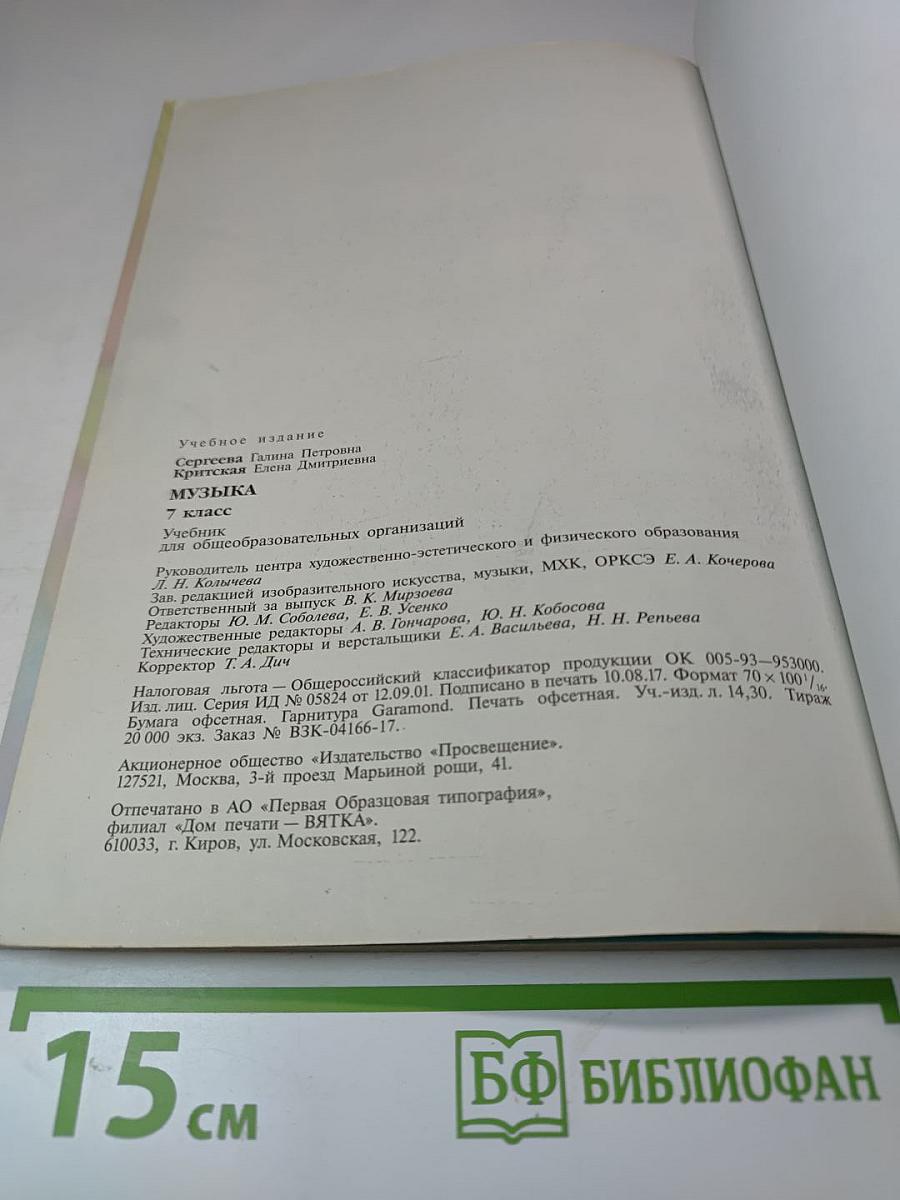 Учебное издание
Сергеева Галина Петровна
Критская Елена Дмитриевна
МУЗЫКА
7 класс
Учебник
для общеобразовательных организаций
Руководитель центра художественно-эстетического и физического образования
Л. Н. Колычева
Зав. редакцией изобразительного искусства, музыки, МХК, ОРКСЭ Е. А. Кочерова
Ответственный за выпуск В. К. Мирзоева
Редакторы Ю. М. Соболева, Е. В. Усенко
Художественные редакторы А. В. Гончарова, Ю. Н. Кобосова
Технические редакторы и верстальщики Е. А. Васильева, Н. Н. Репьева
Корректор Т. А. Дич
Налоговая льгота — Общероссийский классификатор продукции ОК 005-93—953000.
Изд. лиц. Серия ИД № 05824 от 12.09.01. Подписано в печать 10.08.17. Формат 70 × 100 1/16.
Бумага офсетная. Гарнитура Garamond. Печать офсетная. Уч.-изд. л. 14,30. Тираж
20 000 экз. Заказ № ВЗК-04166-17.
Акционерное общество «Издательство «Просвещение».
127521, Москва, 3-й проезд Марьиной рощи, 41.
Отпечатано в АО «Первая Образцовая типография»,
филиал «Дом печати — ВЯТКА».
610033, г. Киров, ул. Московская, 122.
15 см
БФ БИБЛИОФАН